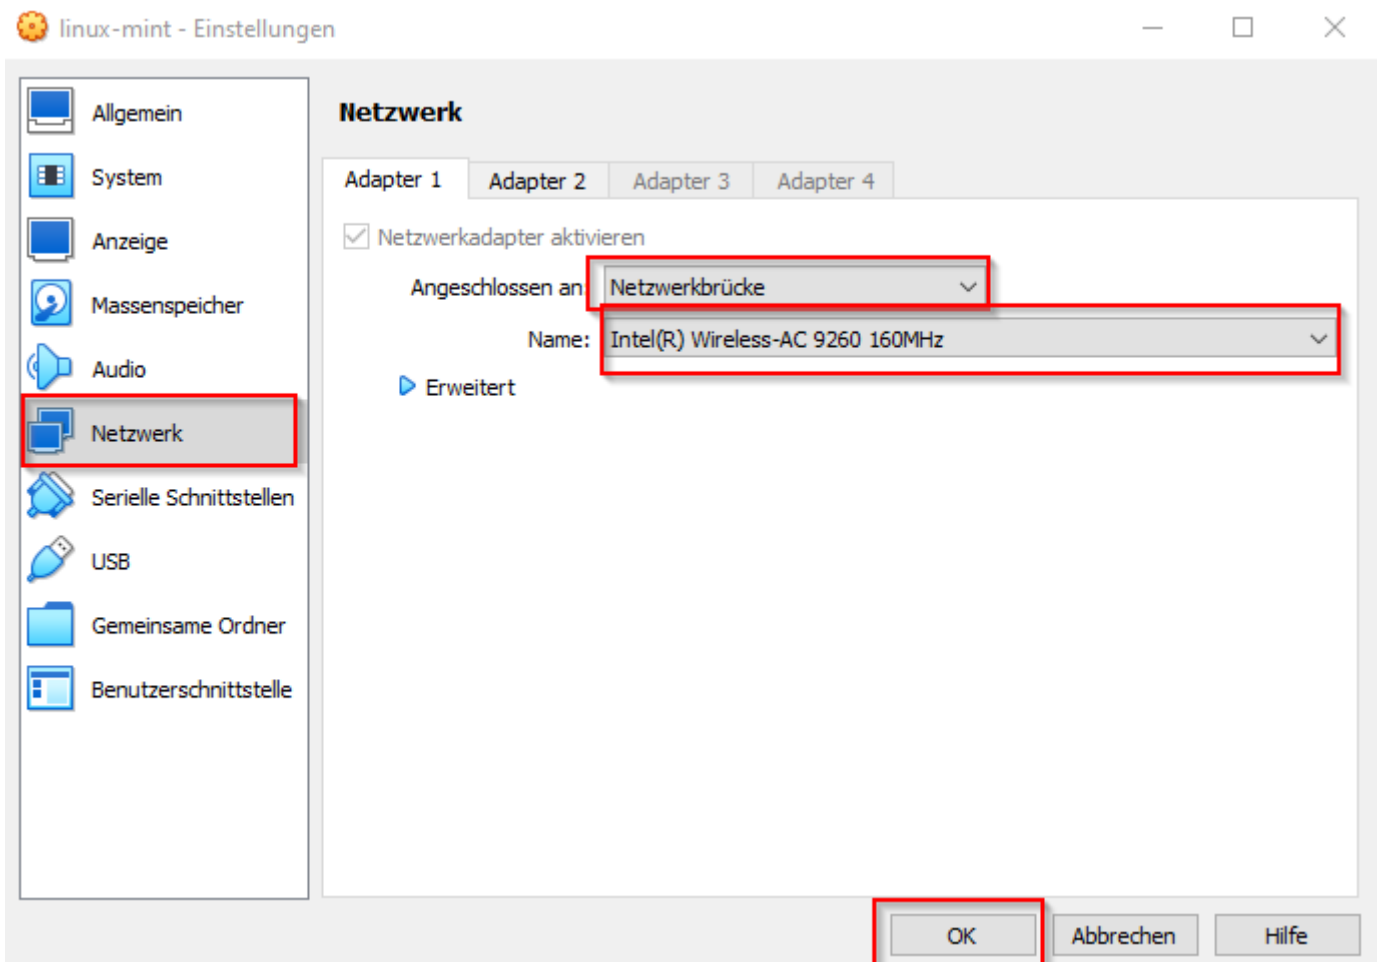 linux-mint - Einstellungen
Allgemein
System
Anzeige
Massenspeicher
Audio
Netzwerk
Serielle Schnittstellen
USB
Gemeinsame Ordner
Benutzerschnittstelle
Netzwerk
Adapter 1 Adapter 2 Adapter 3 Adapter 4
Netzwerkadapter aktivieren
Angeschlossen an: Netzwerkbrücke
Name: Intel(R) Wireless-AC 9260 160MHz
Erweitert
OK Abbrechen Hilfe